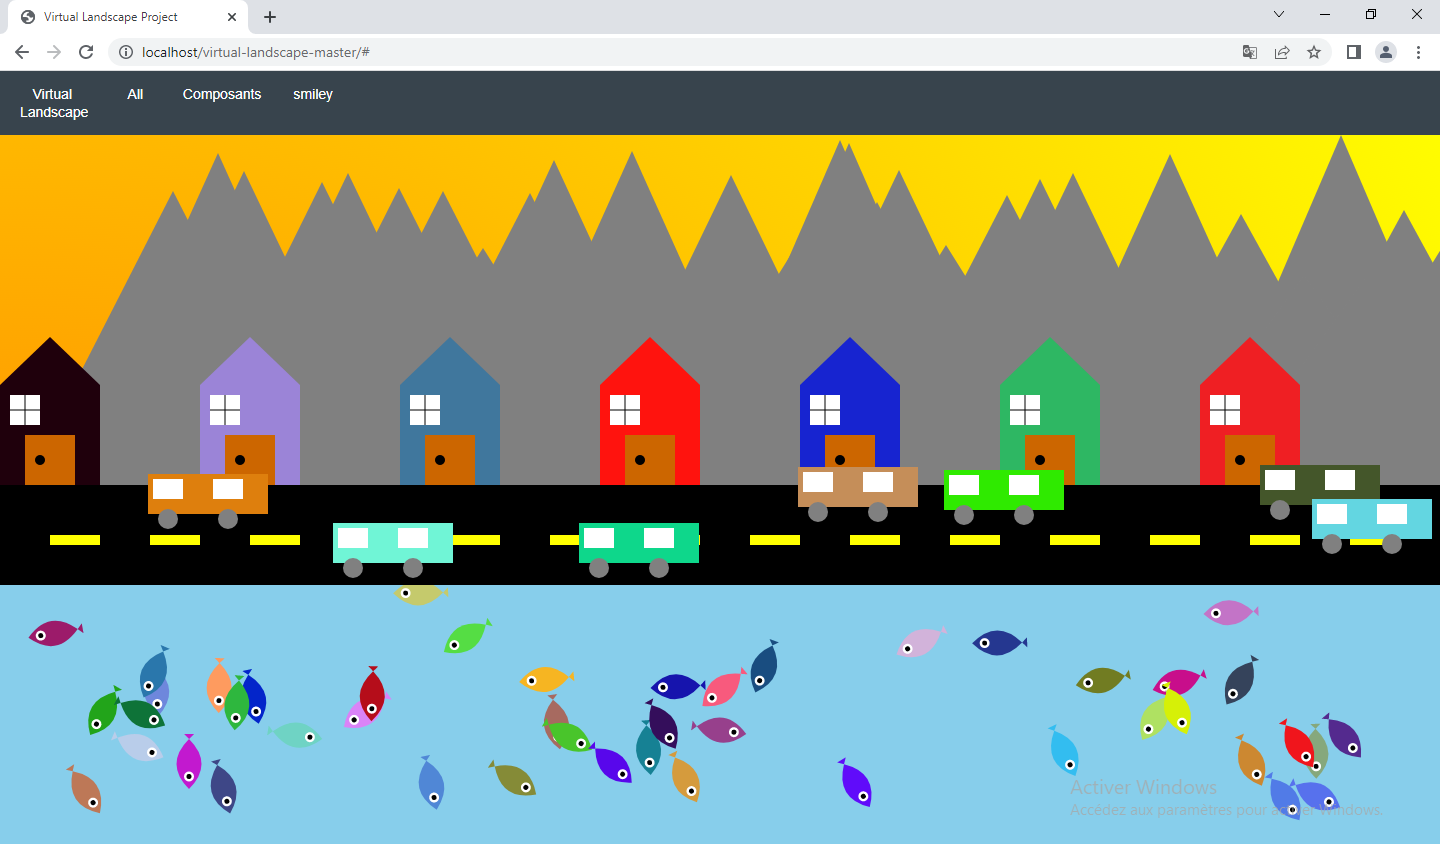 Virtual Landscape Project
localhost/virtual-landscape-master/#
Virtual Landscape
All
Composants
smiley
Activer Windows
Accédez aux paramètres pour activer Windows.